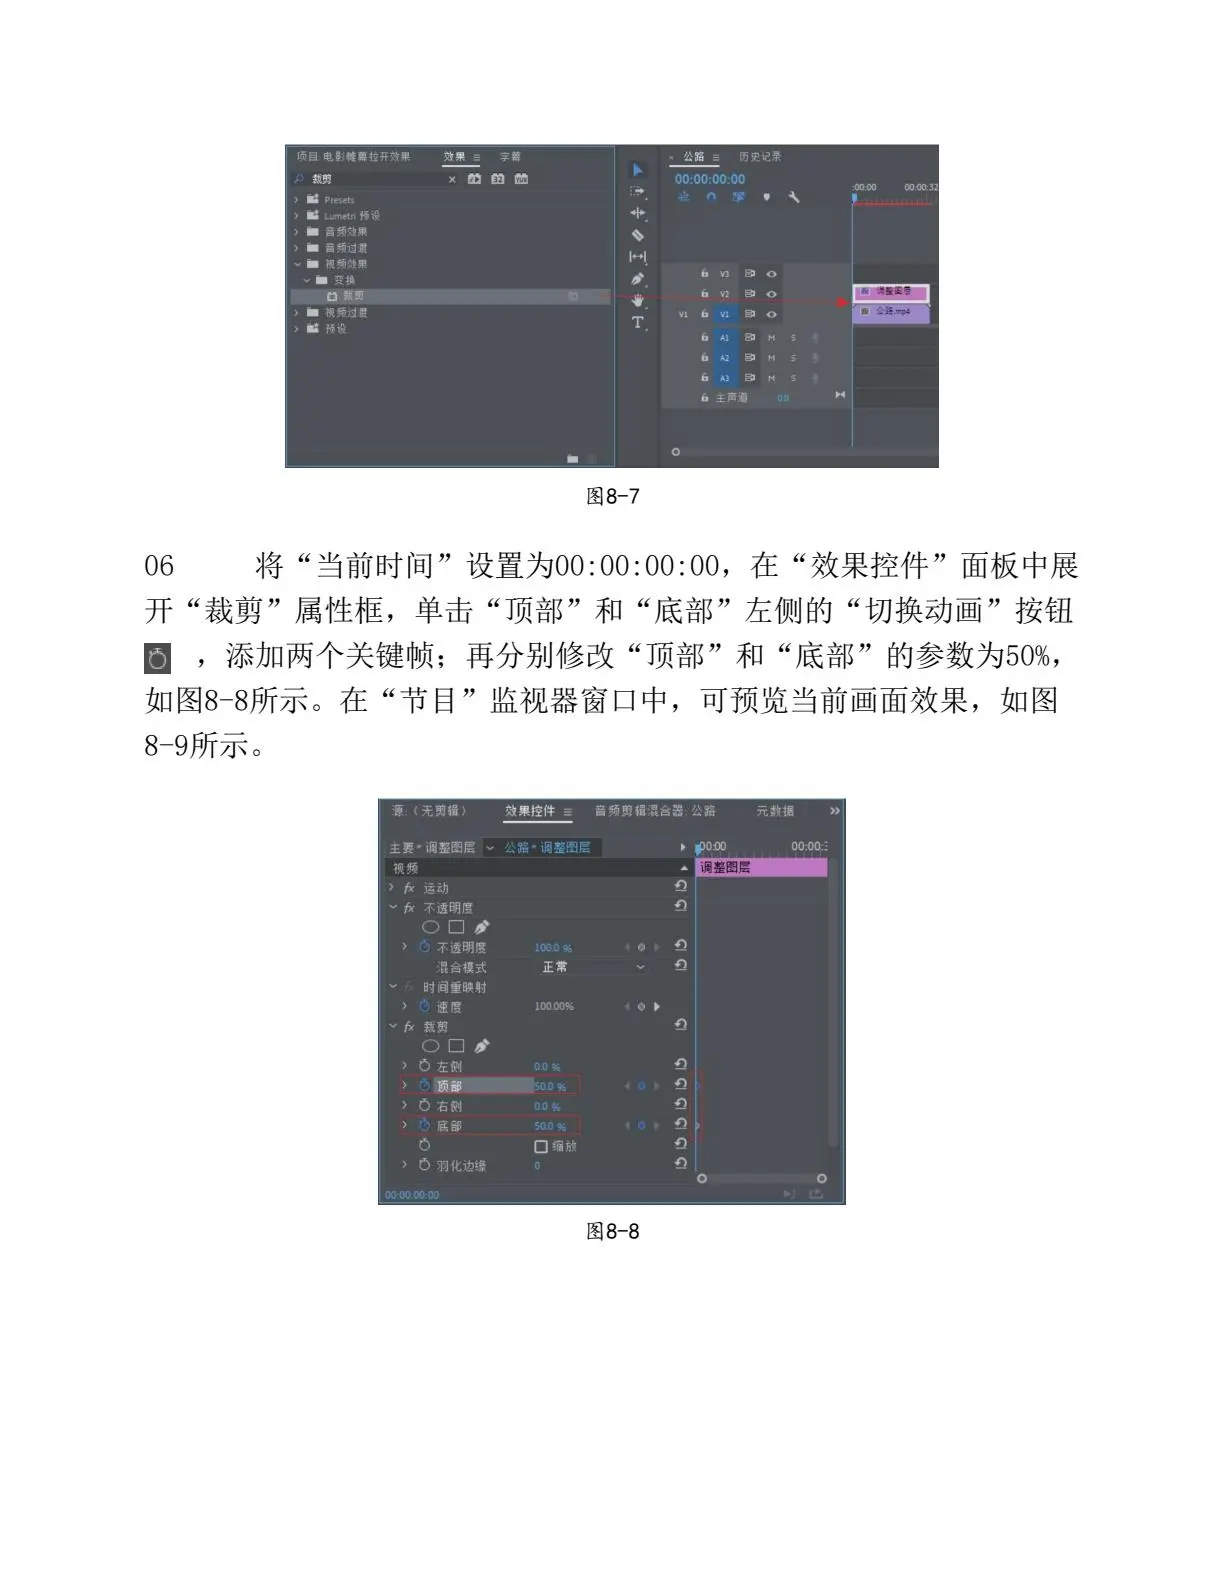 项目: 电影帷幕拉开效果 效果 字幕
裁剪
Presets
Lumetri 预设
音频效果
音频过渡
视频效果
变换
裁剪
视频过渡
预设
公路 历史记录
00:00:00:00
:00:00 00:00:32
V3
V2
V1 V1
A1 M S
A2 M S
A3 M S
主声道 0.0
调整图层
公路.mp4
图8-7
06 将“当前时间”设置为00:00:00:00，在“效果控件”面板中展
开“裁剪”属性框，单击“顶部”和“底部”左侧的“切换动画”按钮
，添加两个关键帧；再分别修改“顶部”和“底部”的参数为50%，
如图8-8所示。在“节目”监视器窗口中，可预览当前画面效果，如图
8-9所示。
源:（无剪辑） 效果控件 音频剪辑混合器: 公路 元数据
主要*调整图层 公路*调整图层
:00:00 00:00:3
视频
调整图层
fx 运动
fx 不透明度
不透明度 100.0 %
混合模式 正常
fx 时间重映射
速度 100.00%
fx 裁剪
左侧 0.0 %
顶部 50.0 %
右侧 0.0 %
底部 50.0 %
缩放
羽化边缘 0
00:00:00:00
图8-8